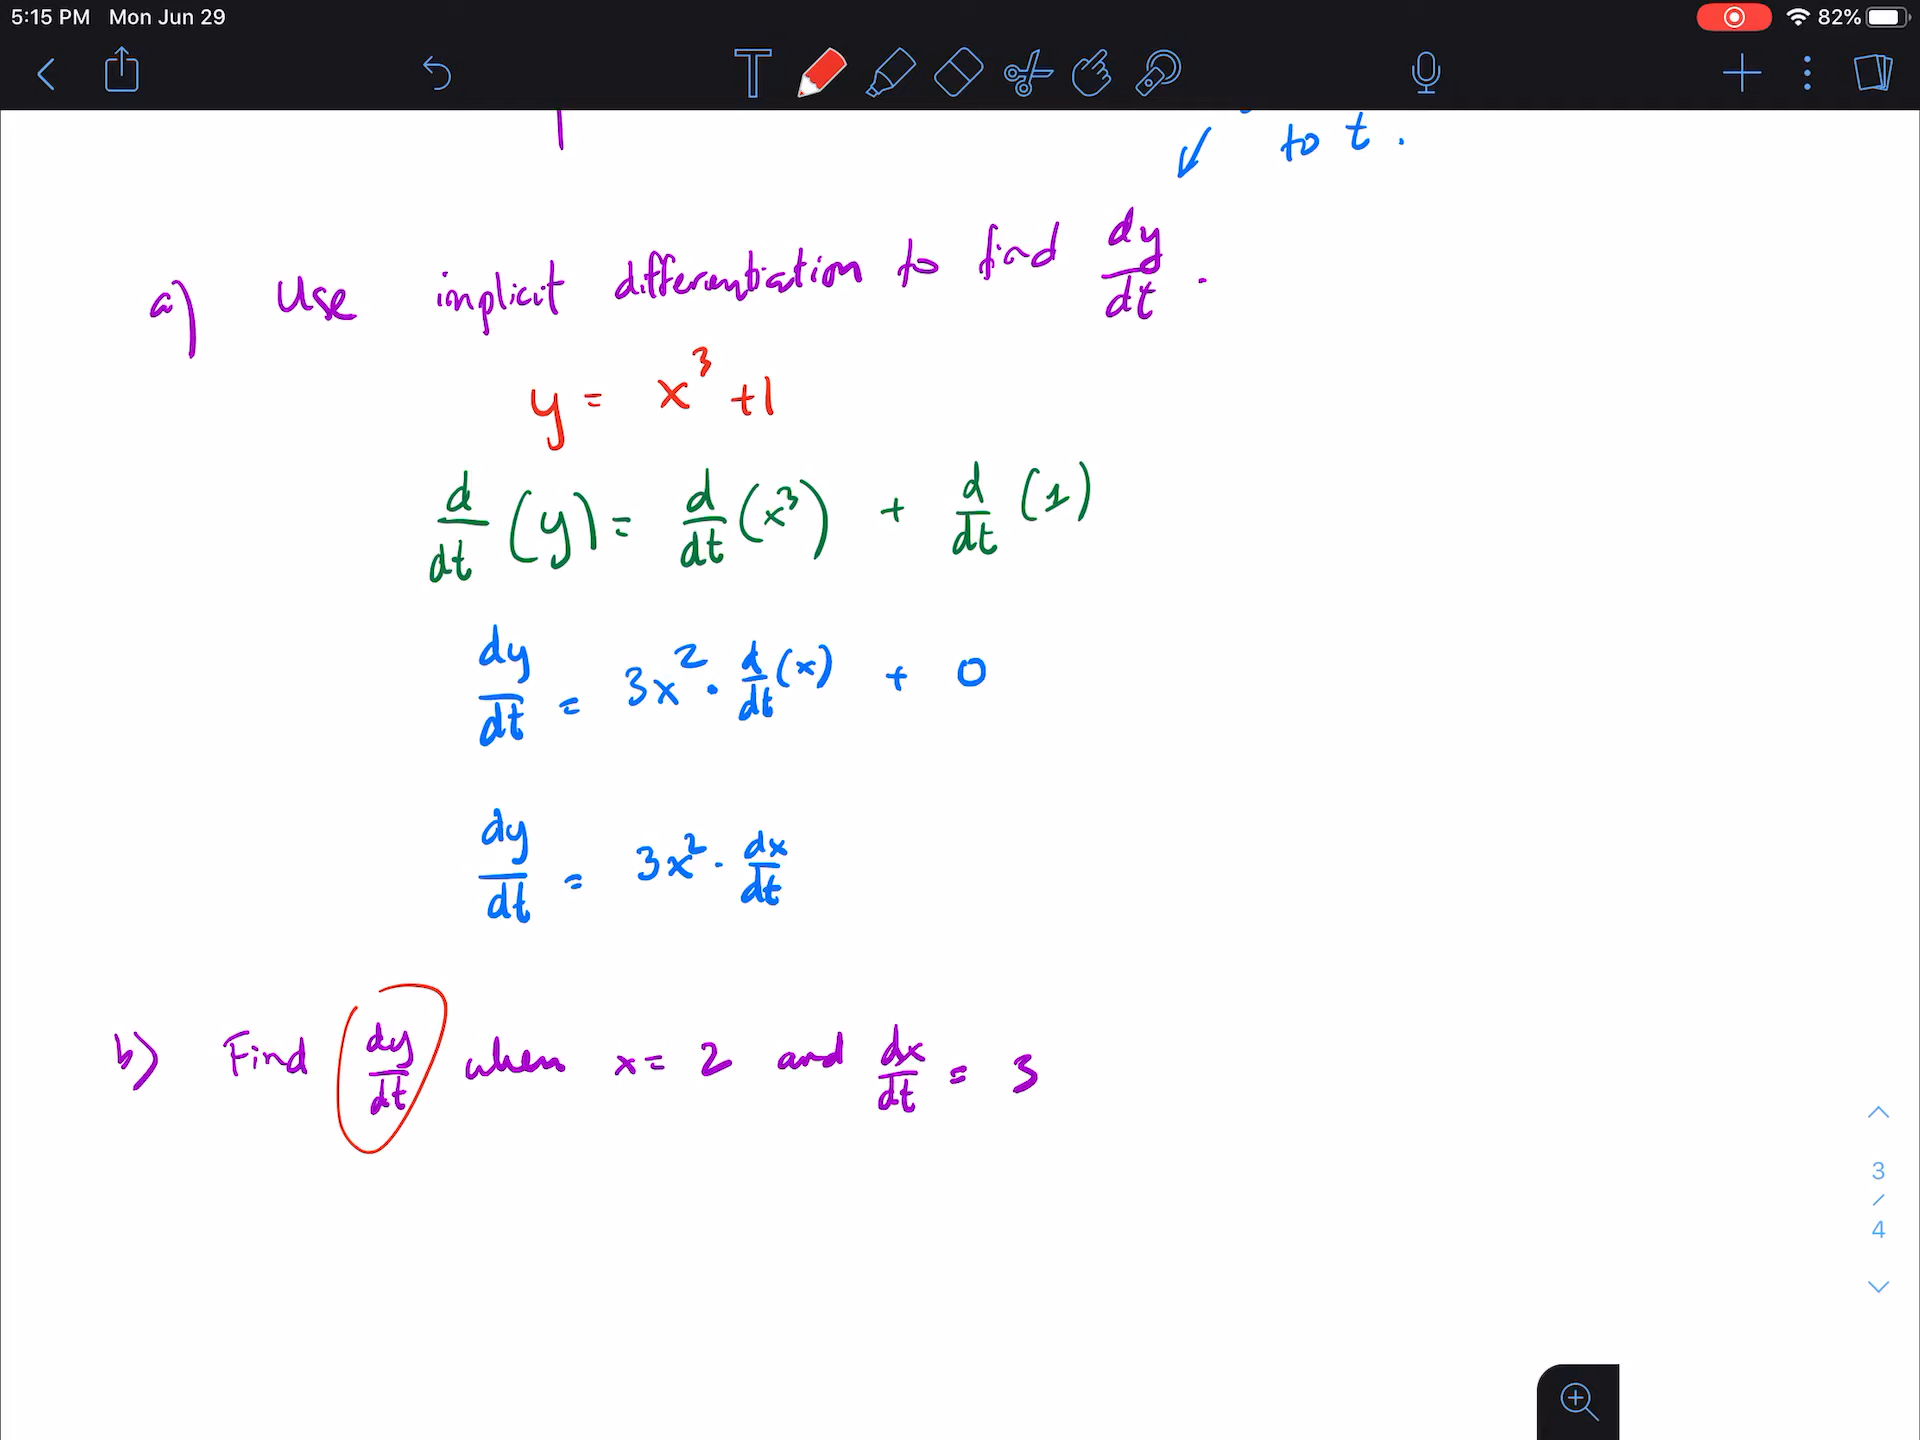 5:15 PM Mon Jun 29 82%
to t.
a) Use implicit differentiation to find dy/dt.
y = x³ + 1
d/dt (y) = d/dt (x³) + d/dt (1)
dy/dt = 3x² · d/dt (x) + 0
dy/dt = 3x² · dx/dt
b) Find dy/dt when x = 2 and dx/dt = 3
3
/
4